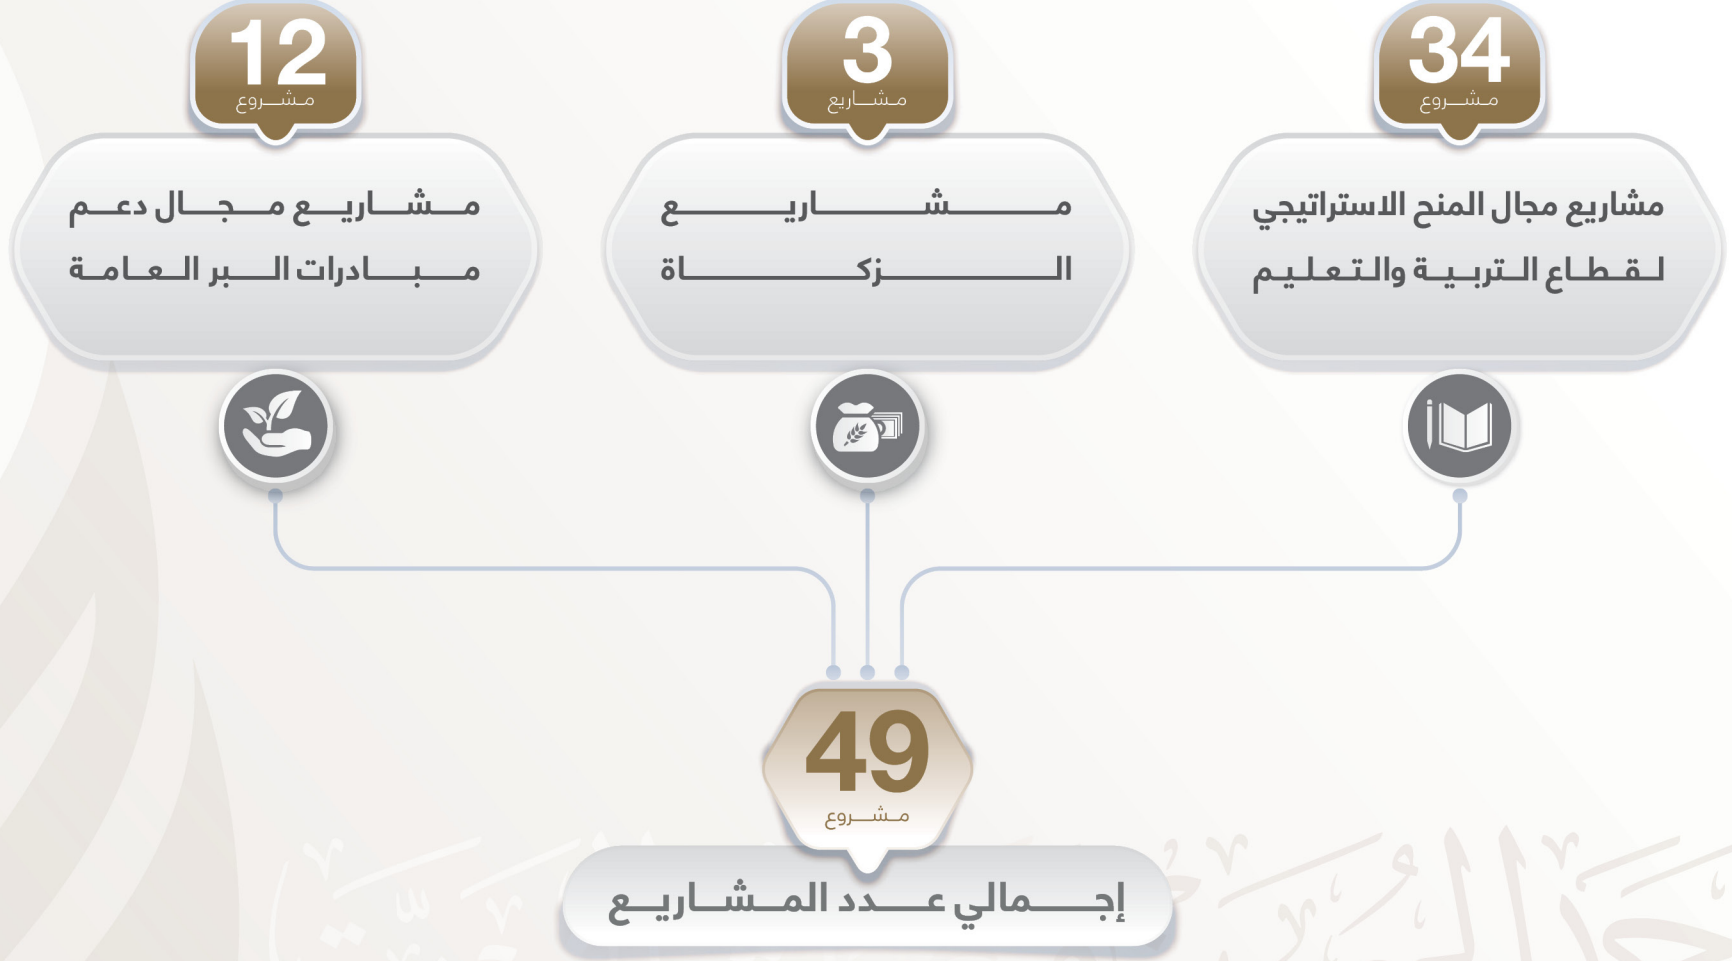 34
مشروع
مشاريع مجال المنح الاستراتيجي
لقطاع التربية والتعليم
3
مشاريع
مشاريع
الزكاة
12
مشروع
مشاريع مجال دعم
مبادرات البر العامة
49
مشروع
إجمالي عدد المشاريع